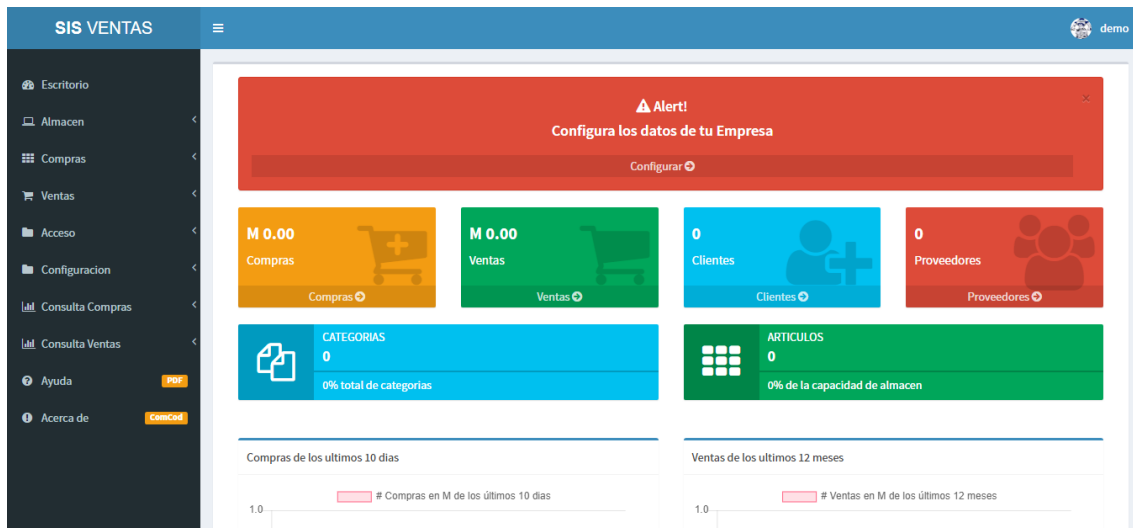 SIS VENTAS
demo
Escritorio
Almacen
Compras
Ventas
Acceso
Configuracion
Consulta Compras
Consulta Ventas
Ayuda PDF
Acerca de ComCod
Alert!
×
Configura los datos de tu Empresa
Configurar
M 0.00
Compras
Compras
M 0.00
Ventas
Ventas
0
Clientes
Clientes
0
Proveedores
Proveedores
CATEGORIAS
0
0% total de categorias
ARTICULOS
0
0% de la capacidad de almacen
Compras de los ultimos 10 dias
# Compras en M de los últimos 10 dias
1.0
Ventas de los ultimos 12 meses
# Ventas en M de los últimos 12 meses
1.0